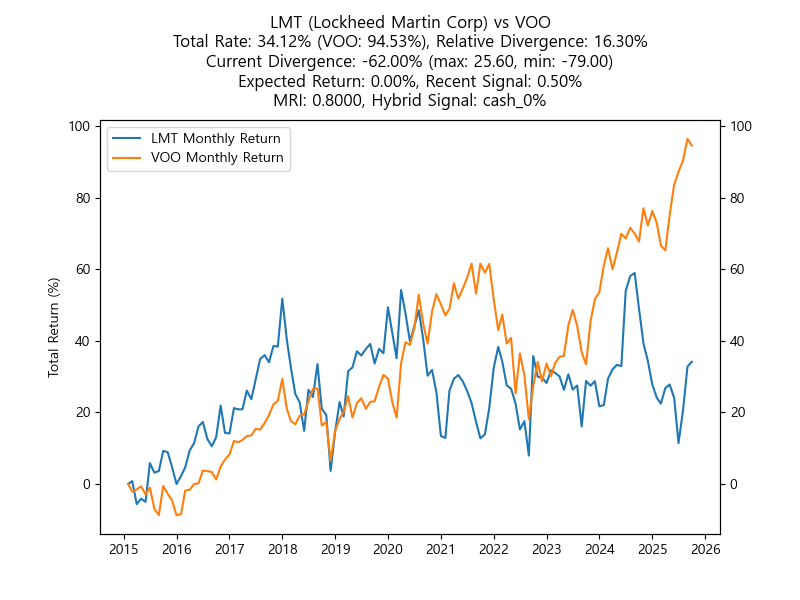 LMT (Lockheed Martin Corp) vs VOO
Total Rate: 34.12% (VOO: 94.53%), Relative Divergence: 16.30%
Current Divergence: -62.00% (max: 25.60, min: -79.00)
Expected Return: 0.00%, Recent Signal: 0.50%
MRI: 0.8000, Hybrid Signal: cash_0%
LMT Monthly Return
VOO Monthly Return
Total Return (%)
100
80
60
40
20
0
100
80
60
40
20
0
2015 2016 2017 2018 2019 2020 2021 2022 2023 2024 2025 2026